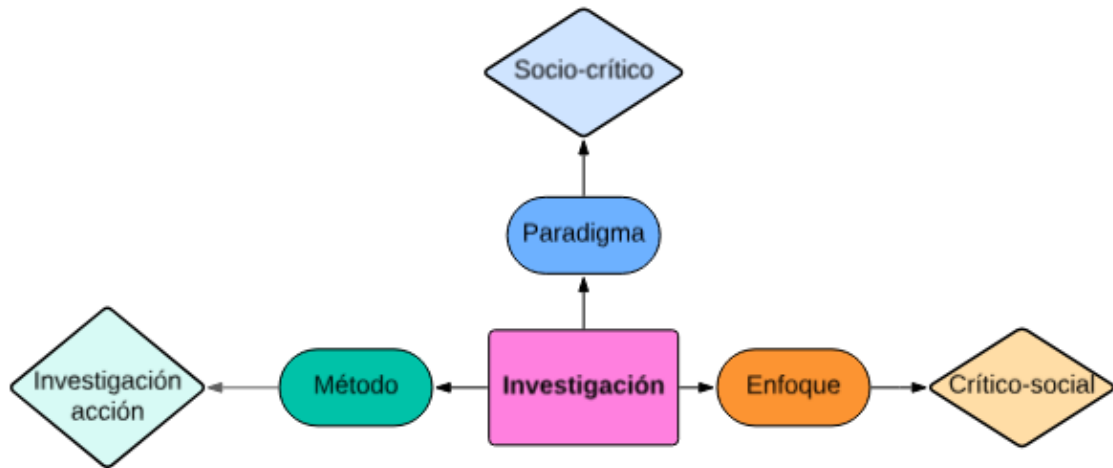 Socio-crítico
Paradigma
Investigación
acción
Método
Investigación
Enfoque
Crítico-social